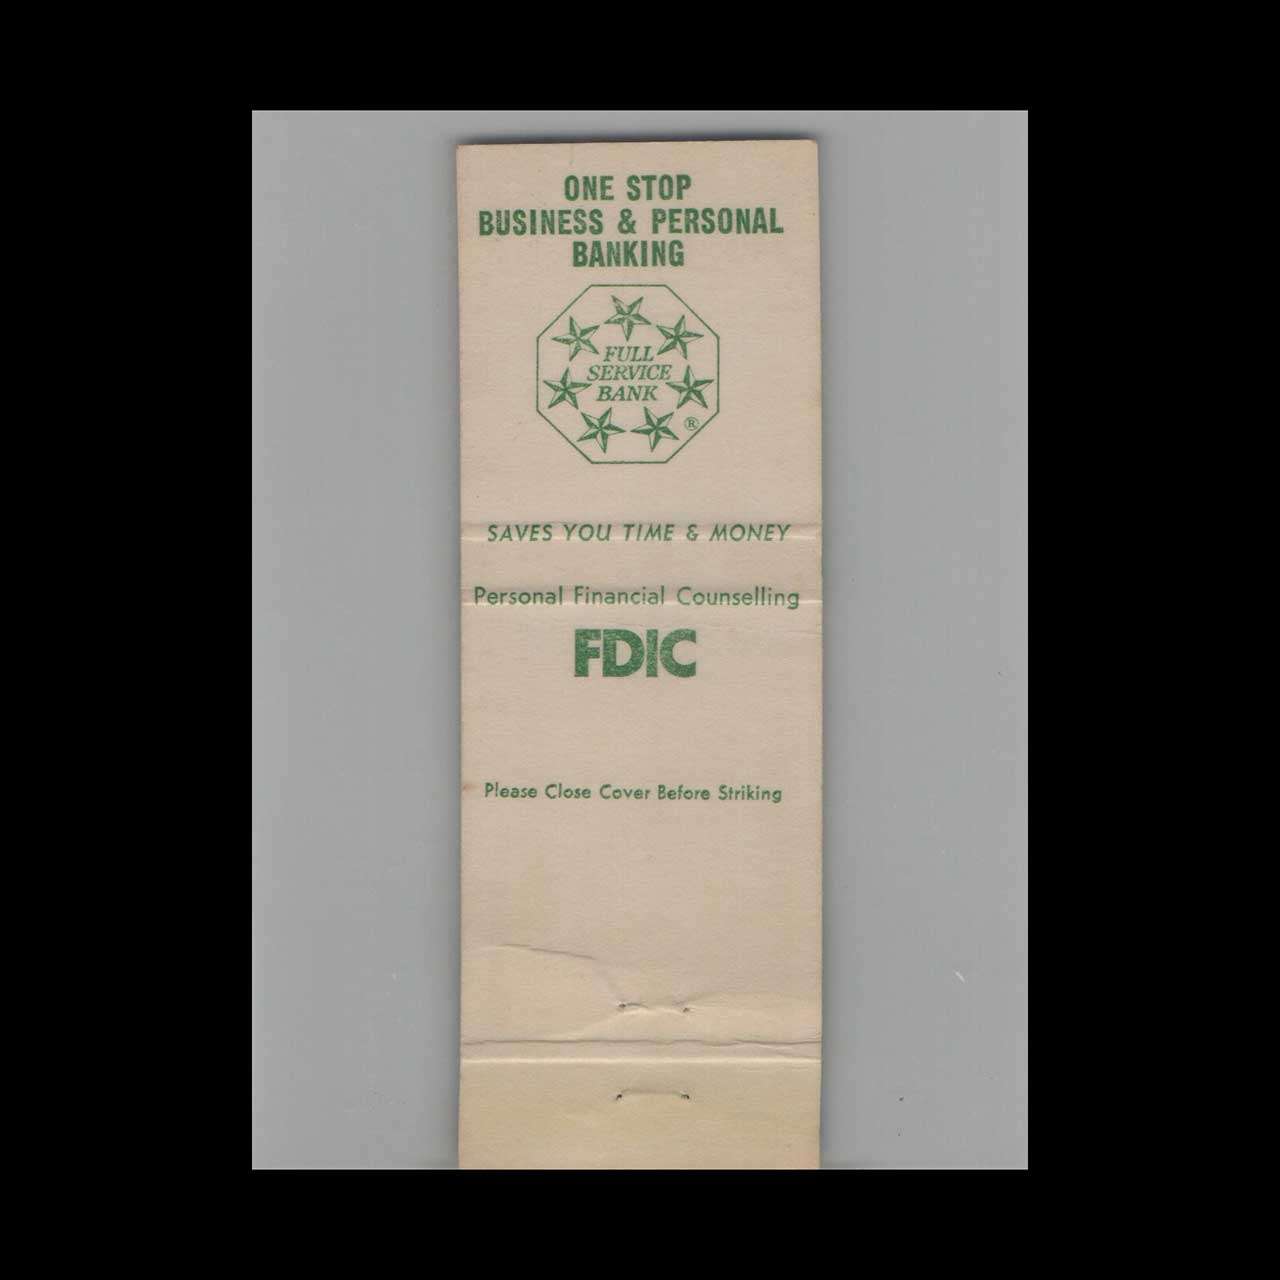 ONE STOP
BUSINESS & PERSONAL
BANKING
FULL
SERVICE
BANK
®
SAVES YOU TIME & MONEY
Personal Financial Counselling
FDIC
Please Close Cover Before Striking